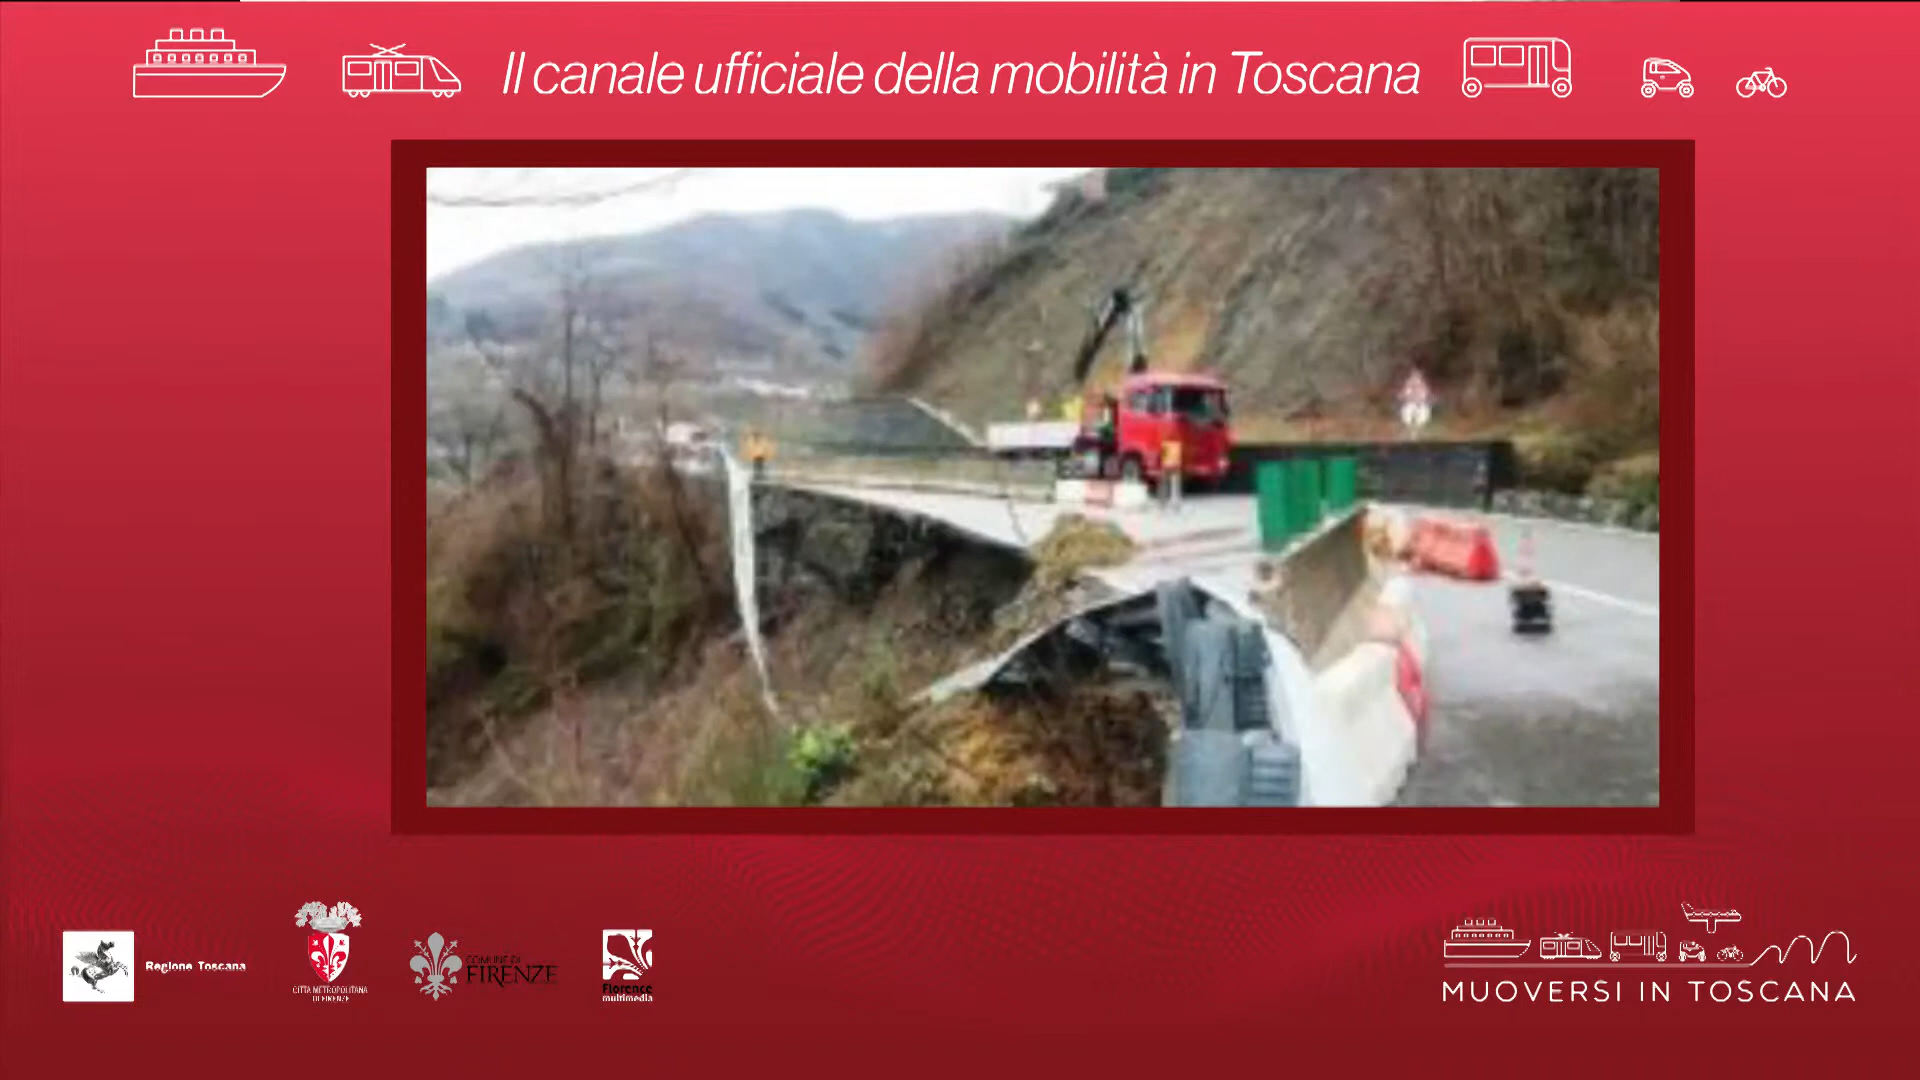 Il canale ufficiale della mobilità in Toscana
Regione Toscana
CITTÀ METROPOLITANA
DI FIRENZE
COMUNE DI
FIRENZE
Florence
multimedia
MUOVERSI IN TOSCANA